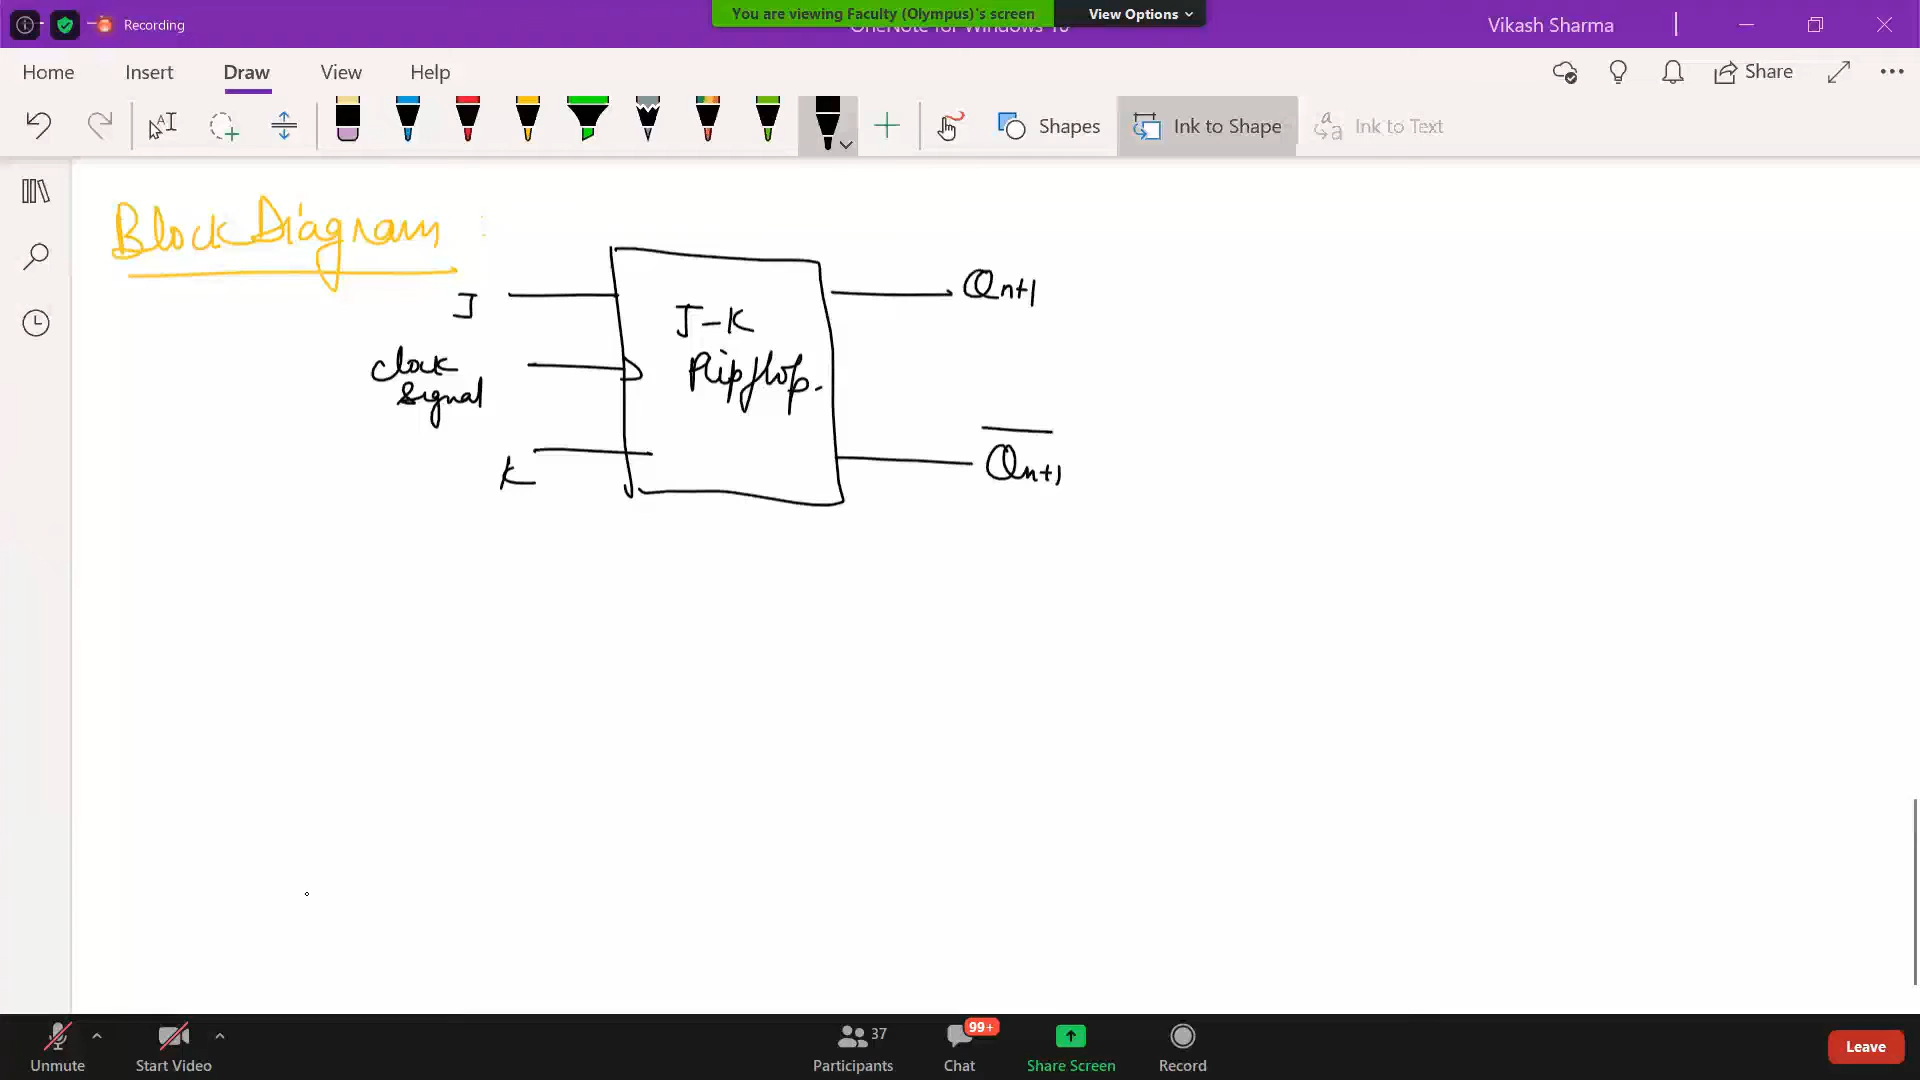 Recording
You are viewing Faculty (Olympus)'s screen
View Options
Vikash Sharma
Home
Insert
Draw
View
Help
Share
Shapes
Ink to Shape
Ink to Text
Block Diagram :
J
clock
signal
K
J-K
flipflop.
Qn+1
Q̅n+1
Unmute
Start Video
37
Participants
99+
Chat
Share Screen
Record
Leave